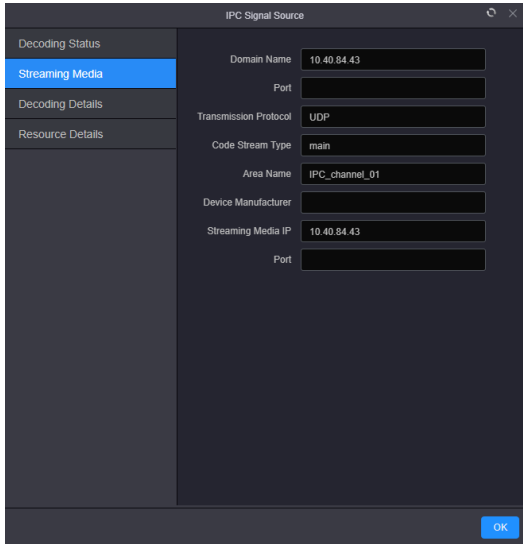 IPC Signal Source
Decoding Status
Streaming Media
Decoding Details
Resource Details
Domain Name 10.40.84.43
Port
Transmission Protocol UDP
Code Stream Type main
Area Name IPC_channel_01
Device Manufacturer
Streaming Media IP 10.40.84.43
Port
OK